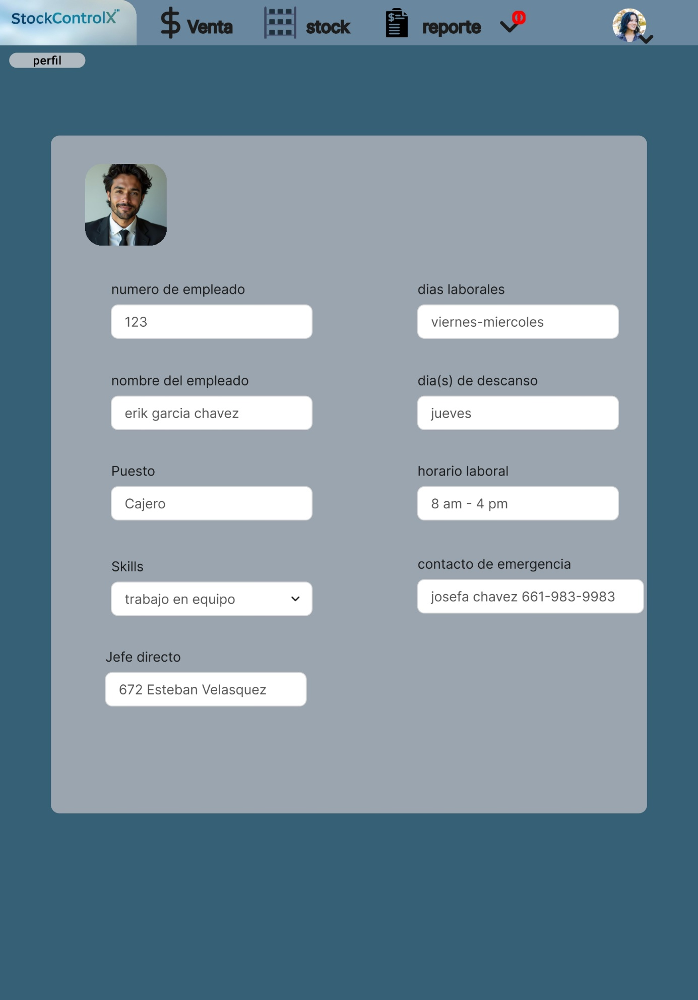 StockControlX
Venta
stock
reporte
perfil
numero de empleado
123
nombre del empleado
erik garcia chavez
Puesto
Cajero
Skills
trabajo en equipo
Jefe directo
672 Esteban Velasquez
dias laborales
viernes-miercoles
dia(s) de descanso
jueves
horario laboral
8 am - 4 pm
contacto de emergencia
josefa chavez 661-983-9983